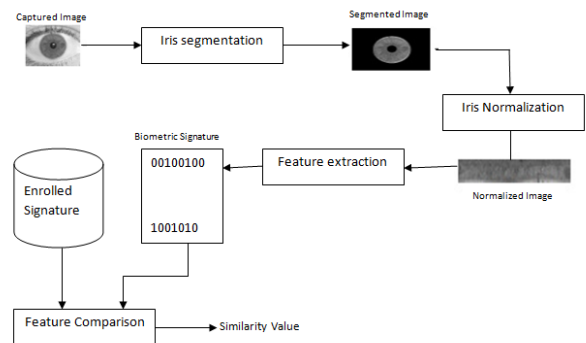 Captured Image
Segmented Image
Iris segmentation
Iris Normalization
Biometric Signature
00100100
Feature extraction
Normalized Image
Enrolled
Signature
1001010
Feature Comparison
Similarity Value